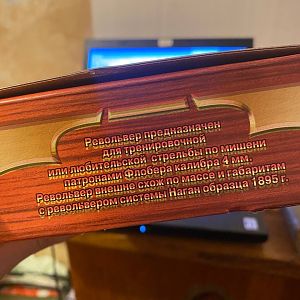 Револьвер предназначен
для тренировочной
или любительской стрельбы по мишени
патронами Флобера калибра 4 мм.
Револьвер внешне схож по массе и габаритам
с револьвером системы Наган образца 1895 г.